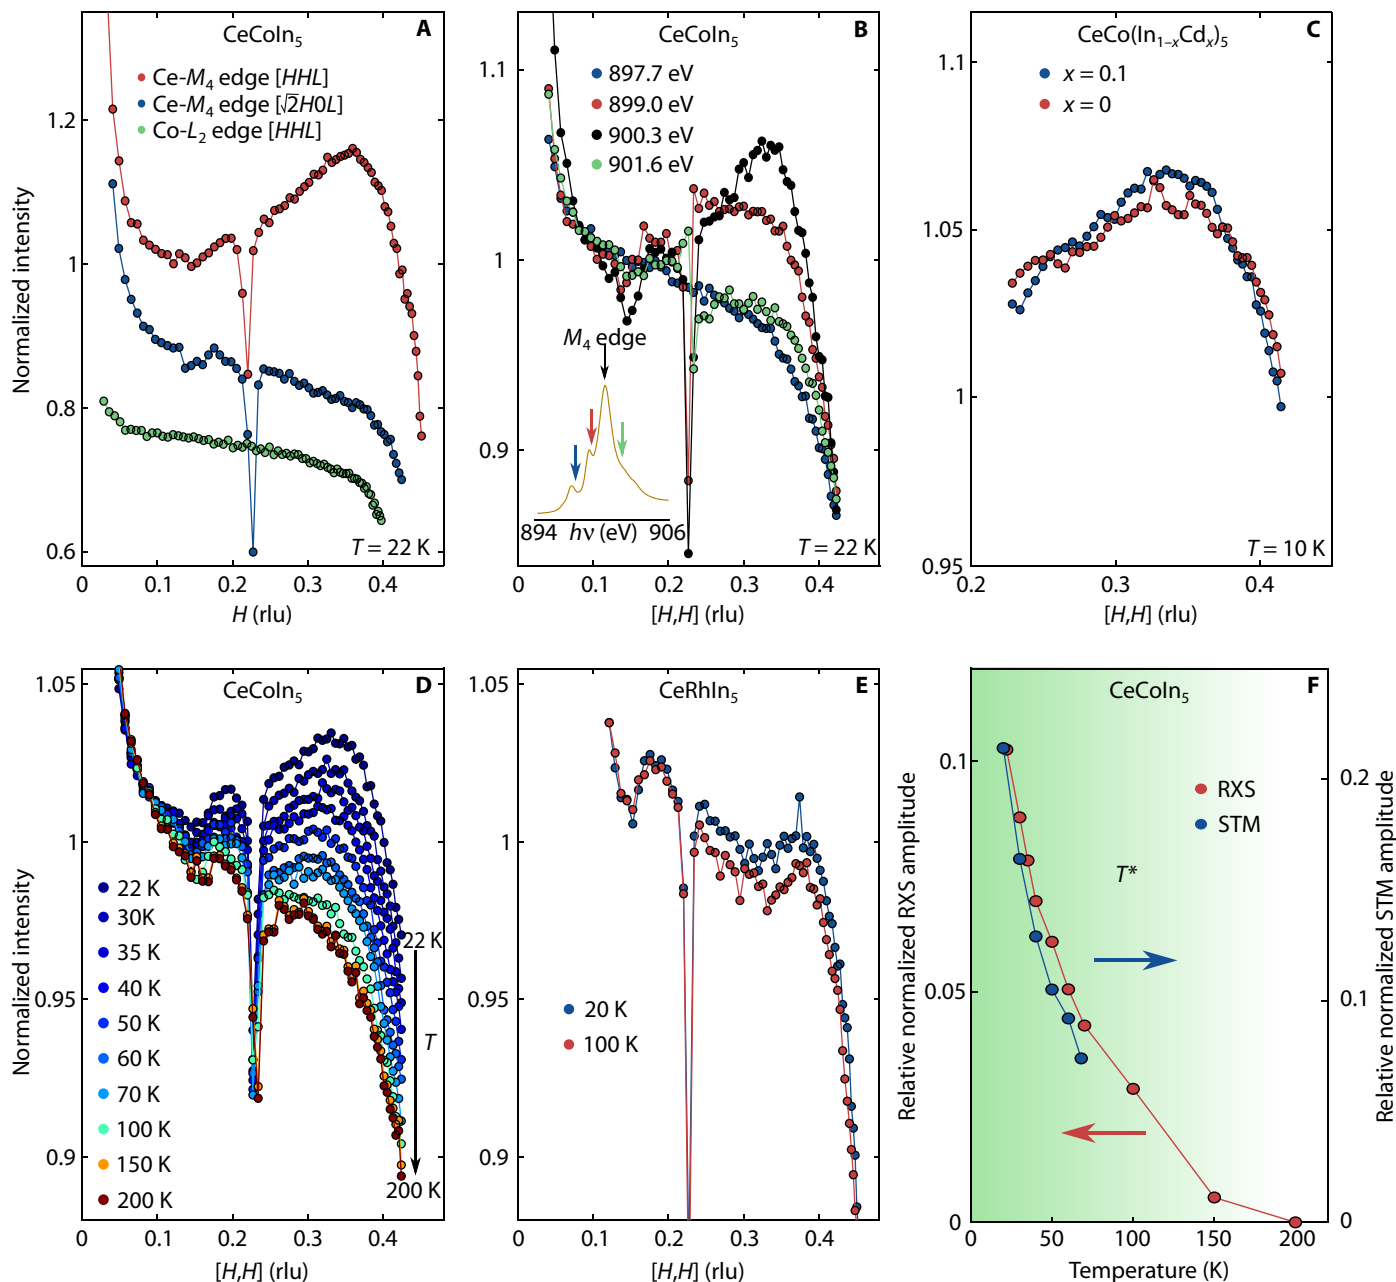 A
CeCoIn5
Ce-M4 edge [HHL]
Ce-M4 edge [√2H0L]
Co-L2 edge [HHL]
Normalized intensity
1.2
1
0.8
0.6
T = 22 K
0
0.1
0.2
0.3
0.4
H (rlu)
B
CeCoIn5
897.7 eV
899.0 eV
900.3 eV
901.6 eV
1.1
1
0.9
M4 edge
894
hν (eV)
906
T = 22 K
0
0.1
0.2
0.3
0.4
[H,H] (rlu)
C
CeCo(In1–xCdx)5
x = 0.1
x = 0
1.1
1.05
1
0.95
T = 10 K
0.2
0.3
0.4
[H,H] (rlu)
D
CeCoIn5
Normalized intensity
1.05
1
0.95
0.9
22 K
30K
35 K
40 K
50 K
60 K
70 K
100 K
150 K
200 K
22 K
T
200 K
0
0.1
0.2
0.3
0.4
[H,H] (rlu)
E
CeRhIn5
1.05
1
0.95
0.9
20 K
100 K
0
0.1
0.2
0.3
0.4
[H,H] (rlu)
F
CeCoIn5
Relative normalized RXS amplitude
0.1
0.05
0
RXS
STM
T*
0.2
0.1
0
Relative normalized STM amplitude
0
50
100
150
200
Temperature (K)